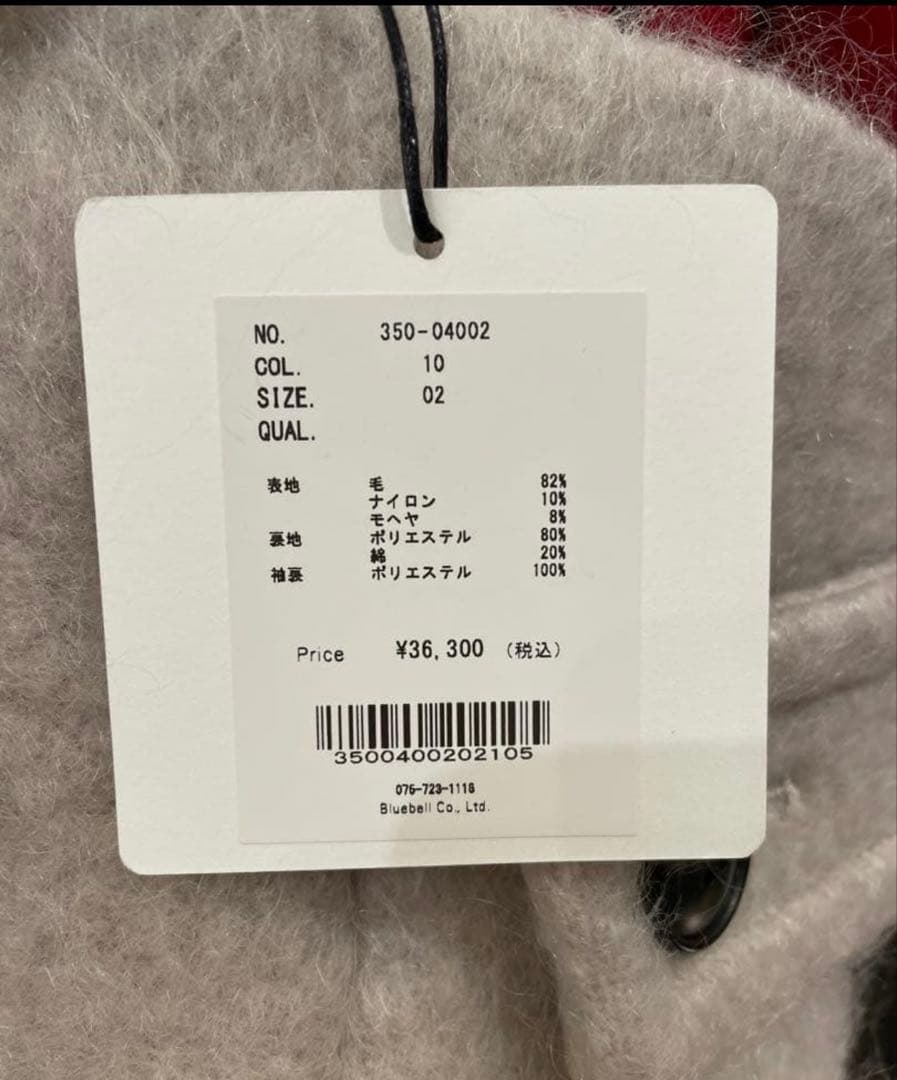 NO. 350-04002
COL. 10
SIZE. 02
QUAL.
表地 毛 82%
ナイロン 10%
モヘヤ 8%
裏地 ポリエステル 80%
綿 20%
袖裏 ポリエステル 100%
Price ¥36,300 (税込)
3500400202105
075-723-1116
Bluebell Co., Ltd.